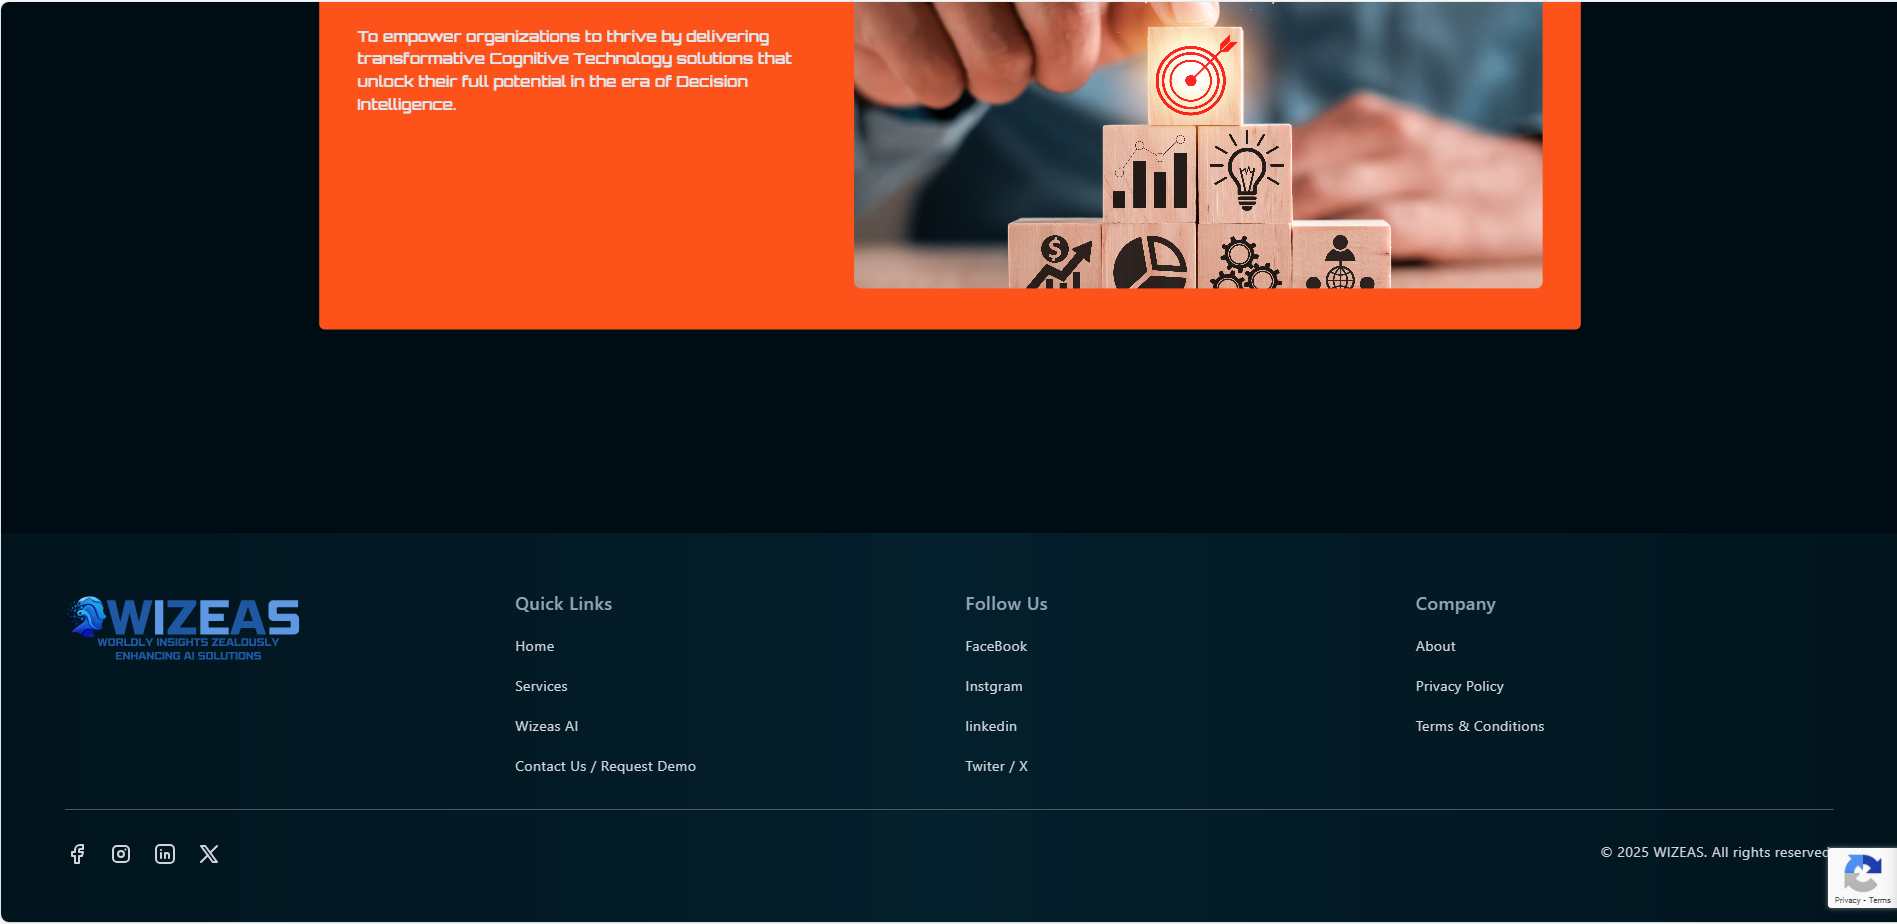 To empower organizations to thrive by delivering
transformative Cognitive Technology solutions that
unlock their full potential in the era of Decision
Intelligence.
$
WIZEAS
WORLDLY INSIGHTS ZEALOUSLY
ENHANCING AI SOLUTIONS
Quick Links
Home
Services
Wizeas AI
Contact Us / Request Demo
Follow Us
FaceBook
Instgram
linkedin
Twiter / X
Company
About
Privacy Policy
Terms & Conditions
© 2025 WIZEAS. All rights reserved
Privacy - Terms